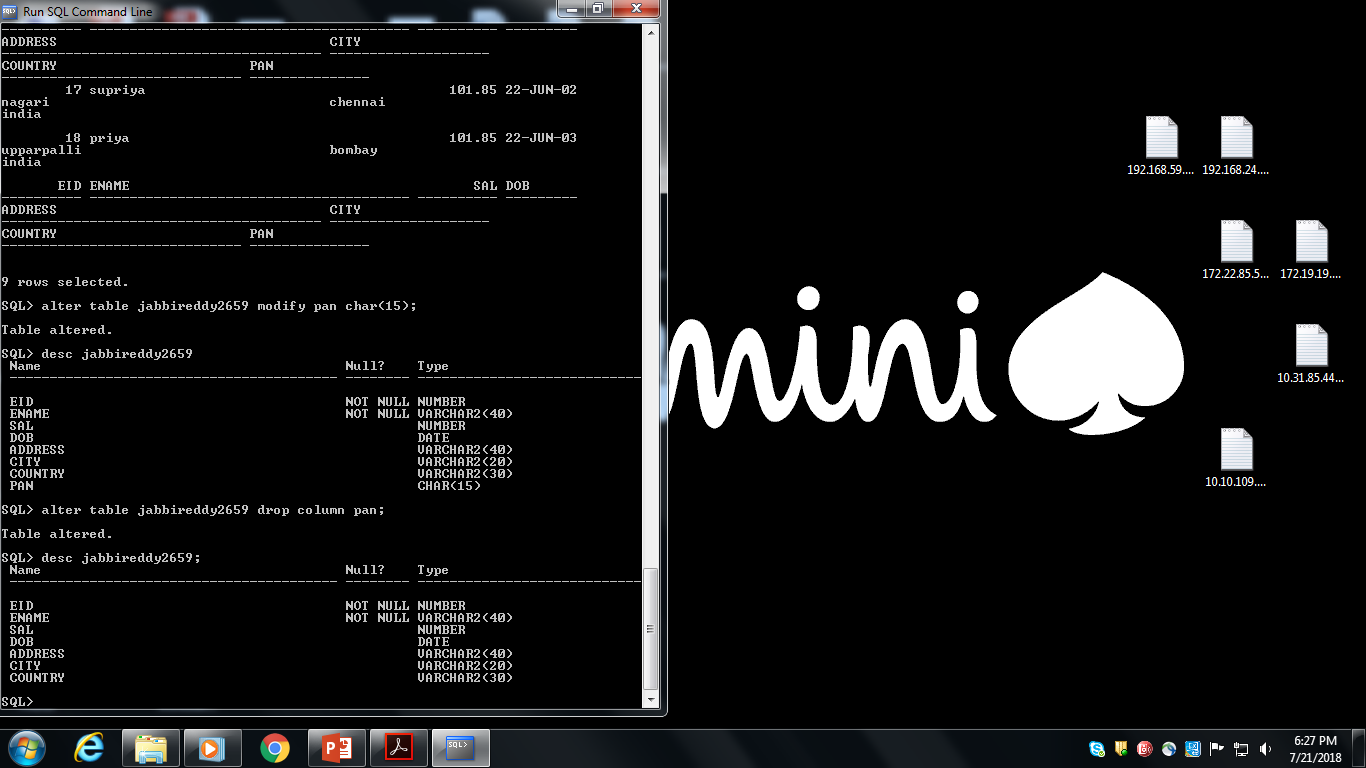 Run SQL Command Line
---------- ---------------------------------------- ---------- ---------
ADDRESS                                  CITY
---------------------------------------- --------------------
COUNTRY                        PAN
------------------------------ ---------------
        17 supriya                                      101.85 22-JUN-02
nagari                                   chennai
india
        18 priya                                        101.85 22-JUN-03
upparpalli                               bombay
india
       EID ENAME                                           SAL DOB
---------- ---------------------------------------- ---------- ---------
ADDRESS                                  CITY
---------------------------------------- --------------------
COUNTRY                        PAN
------------------------------ ---------------
9 rows selected.
SQL> alter table jabbireddy2659 modify pan char(15);
Table altered.
SQL> desc jabbireddy2659
 Name                                      Null?    Type
 ----------------------------------------- -------- ----------------------------
 EID                                       NOT NULL NUMBER
 ENAME                                     NOT NULL VARCHAR2(40)
 SAL                                                NUMBER
 DOB                                                DATE
 ADDRESS                                            VARCHAR2(40)
 CITY                                               VARCHAR2(20)
 COUNTRY                                            VARCHAR2(30)
 PAN                                                CHAR(15)
SQL> alter table jabbireddy2659 drop column pan;
Table altered.
SQL> desc jabbireddy2659;
 Name                                      Null?    Type
 ----------------------------------------- -------- ----------------------------
 EID                                       NOT NULL NUMBER
 ENAME                                     NOT NULL VARCHAR2(40)
 SAL                                                NUMBER
 DOB                                                DATE
 ADDRESS                                            VARCHAR2(40)
 CITY                                               VARCHAR2(20)
 COUNTRY                                            VARCHAR2(30)
SQL>
192.168.59.... 192.168.24....
172.22.85.5... 172.19.19....
mini
10.31.85.44...
10.10.109....
6:27 PM
7/21/2018